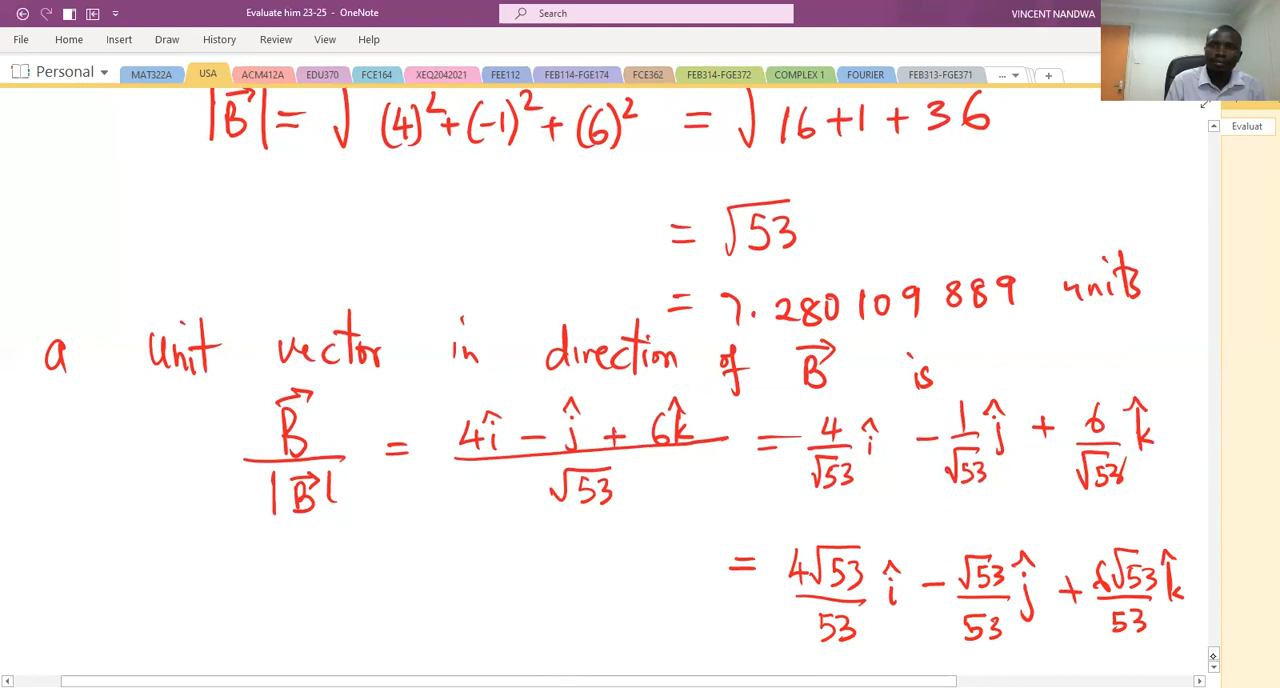 Evaluate him 23-25 - OneNote
Search
VINCENT NANDWA
File Home Insert Draw History Review View Help
Personal MAT322A USA ACM412A EDU370 FCE164 XEQ2042021 FEE112 FEB114-FGE174 FCE362 FEB314-FGE372 COMPLEX 1 FOURIER FEB313-FGE371 ... +
Evaluat
|B⃗| = √(4)²+(-1)²+(6)² = √16+1+36
= √53
= 7.280109889 units
a unit vector in direction of B⃗ is
B⃗/|B⃗| = (4î - ĵ + 6k̂)/√53 = 4/√53 î - 1/√53 ĵ + 6/√53 k̂
= 4√53/53 î - √53/53 ĵ + 6√53/53 k̂